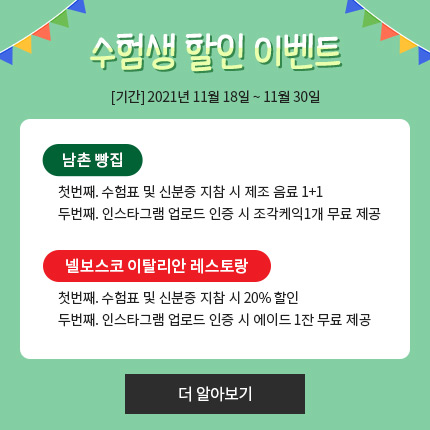 수험생 할인 이벤트
[기간] 2021년 11월 18일 ~ 11월 30일
남촌 빵집
첫번째. 수험표 및 신분증 지참 시 제조 음료 1+1
두번째. 인스타그램 업로드 인증 시 조각케익1개 무료 제공
넬보스코 이탈리안 레스토랑
첫번째. 수험표 및 신분증 지참 시 20% 할인
두번째. 인스타그램 업로드 인증 시 에이드 1잔 무료 제공
더 알아보기